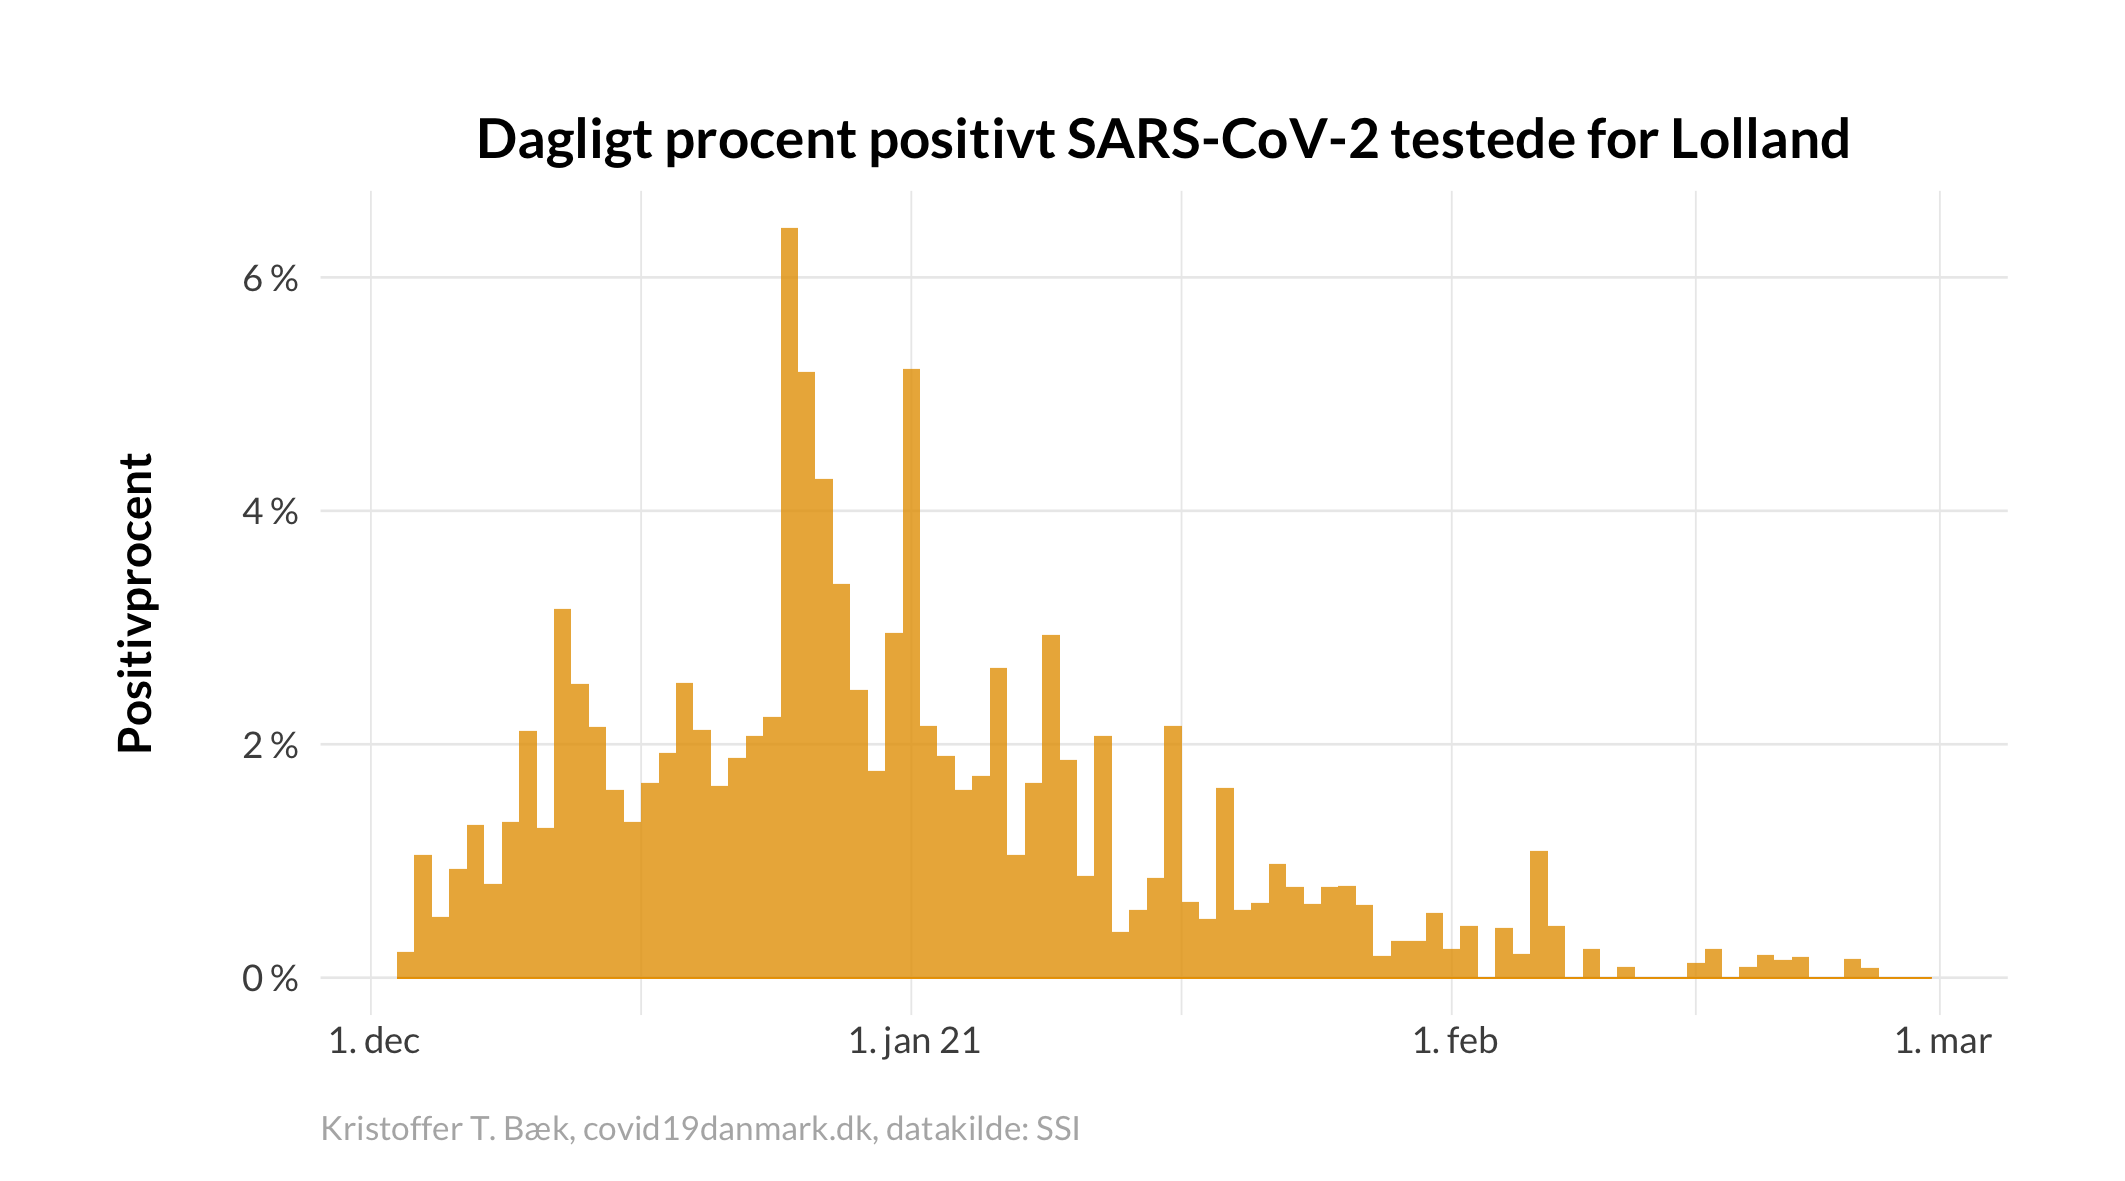 Dagligt procent positivt SARS-CoV-2 testede for Lolland
Positivprocent
6 %
4 %
2 %
0 %
1. dec
1. jan 21
1. feb
1. mar
Kristoffer T. Bæk, covid19danmark.dk, datakilde: SSI